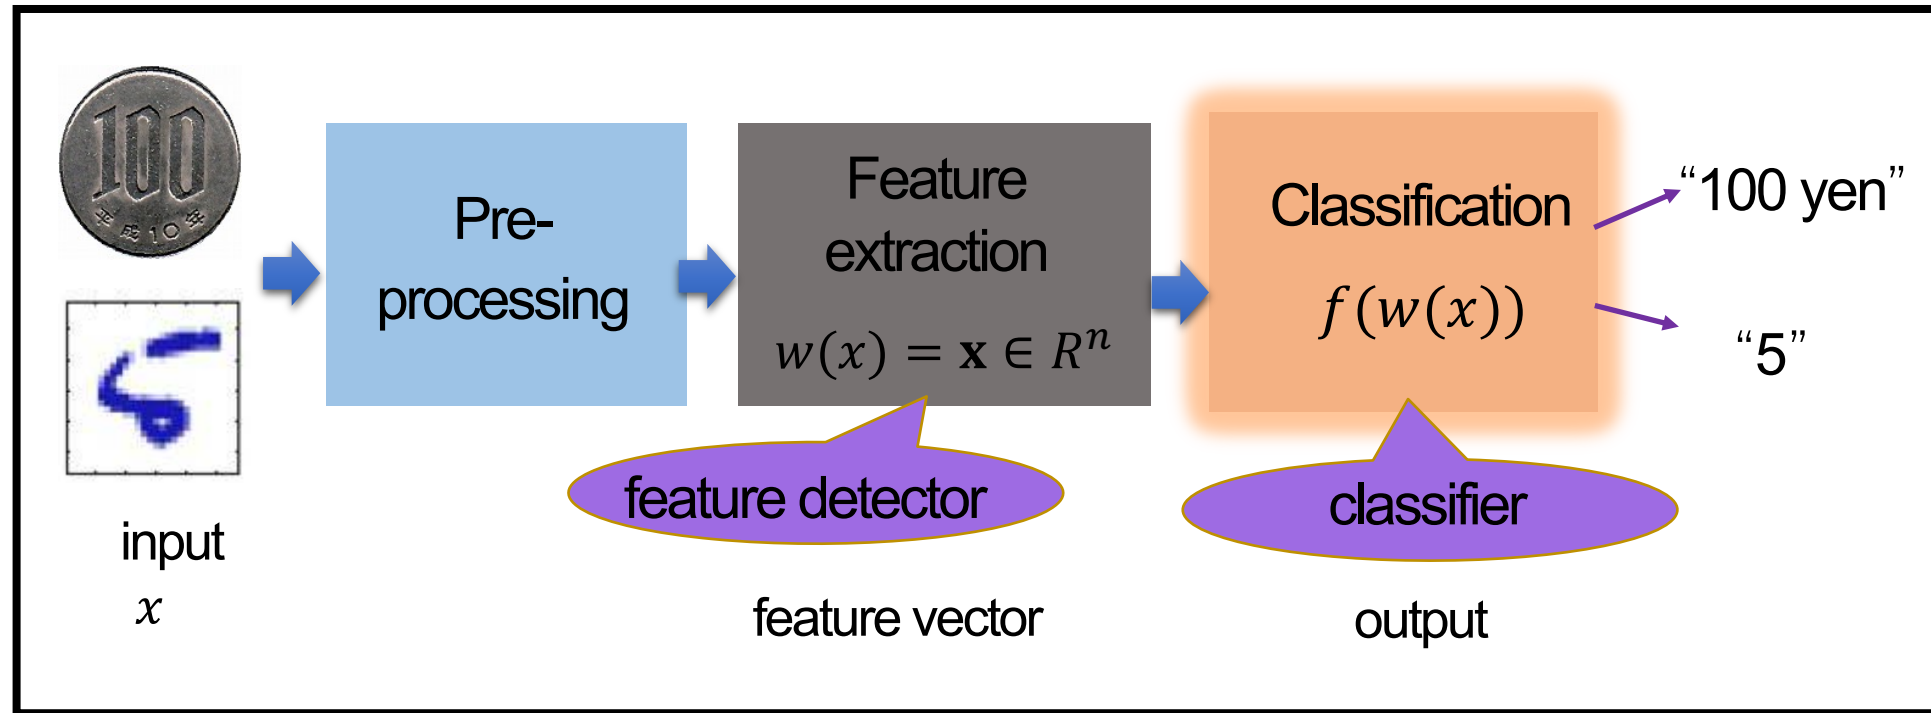 100
平成10年
input
x
Pre-
processing
Feature
extraction
w(x) = 𝐱 ∈ Rⁿ
feature detector
feature vector
Classification
f(w(x))
classifier
output
“100 yen”
“5”